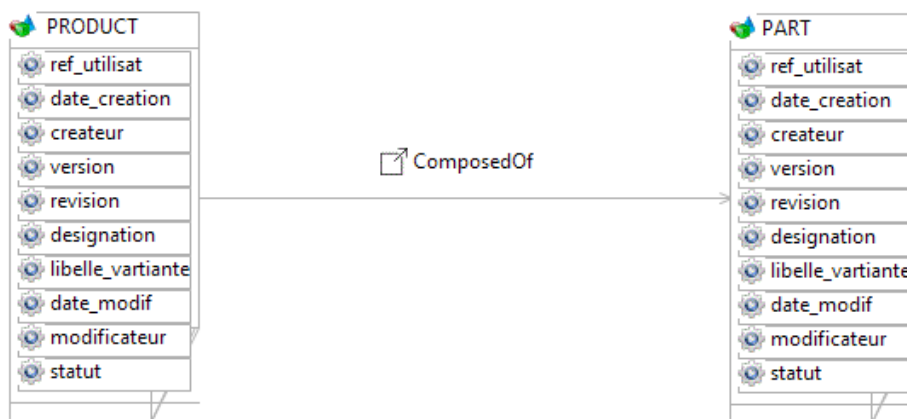 PRODUCT
ref_utilisat
date_creation
createur
version
revision
designation
libelle_vartiante
date_modif
modificateur
statut
ComposedOf
PART
ref_utilisat
date_creation
createur
version
revision
designation
libelle_vartiante
date_modif
modificateur
statut